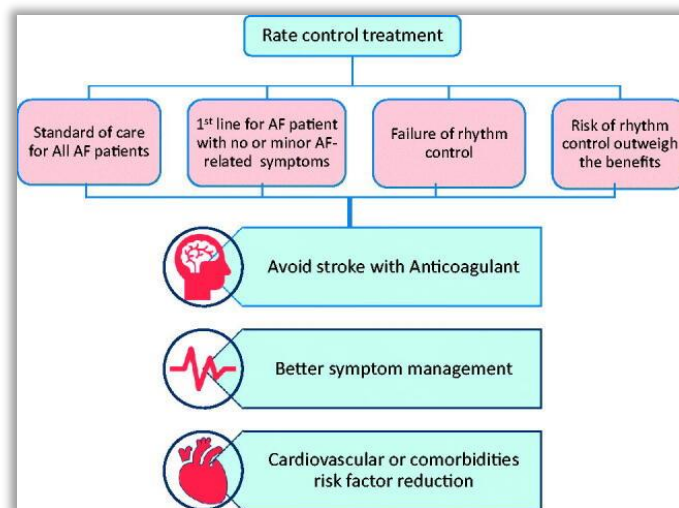 Rate control treatment
Standard of care
for All AF patients
1st line for AF patient
with no or minor AF-
related symptoms
Failure of rhythm
control
Risk of rhythm
control outweigh
the benefits
Avoid stroke with Anticoagulant
Better symptom management
Cardiovascular or comorbidities
risk factor reduction